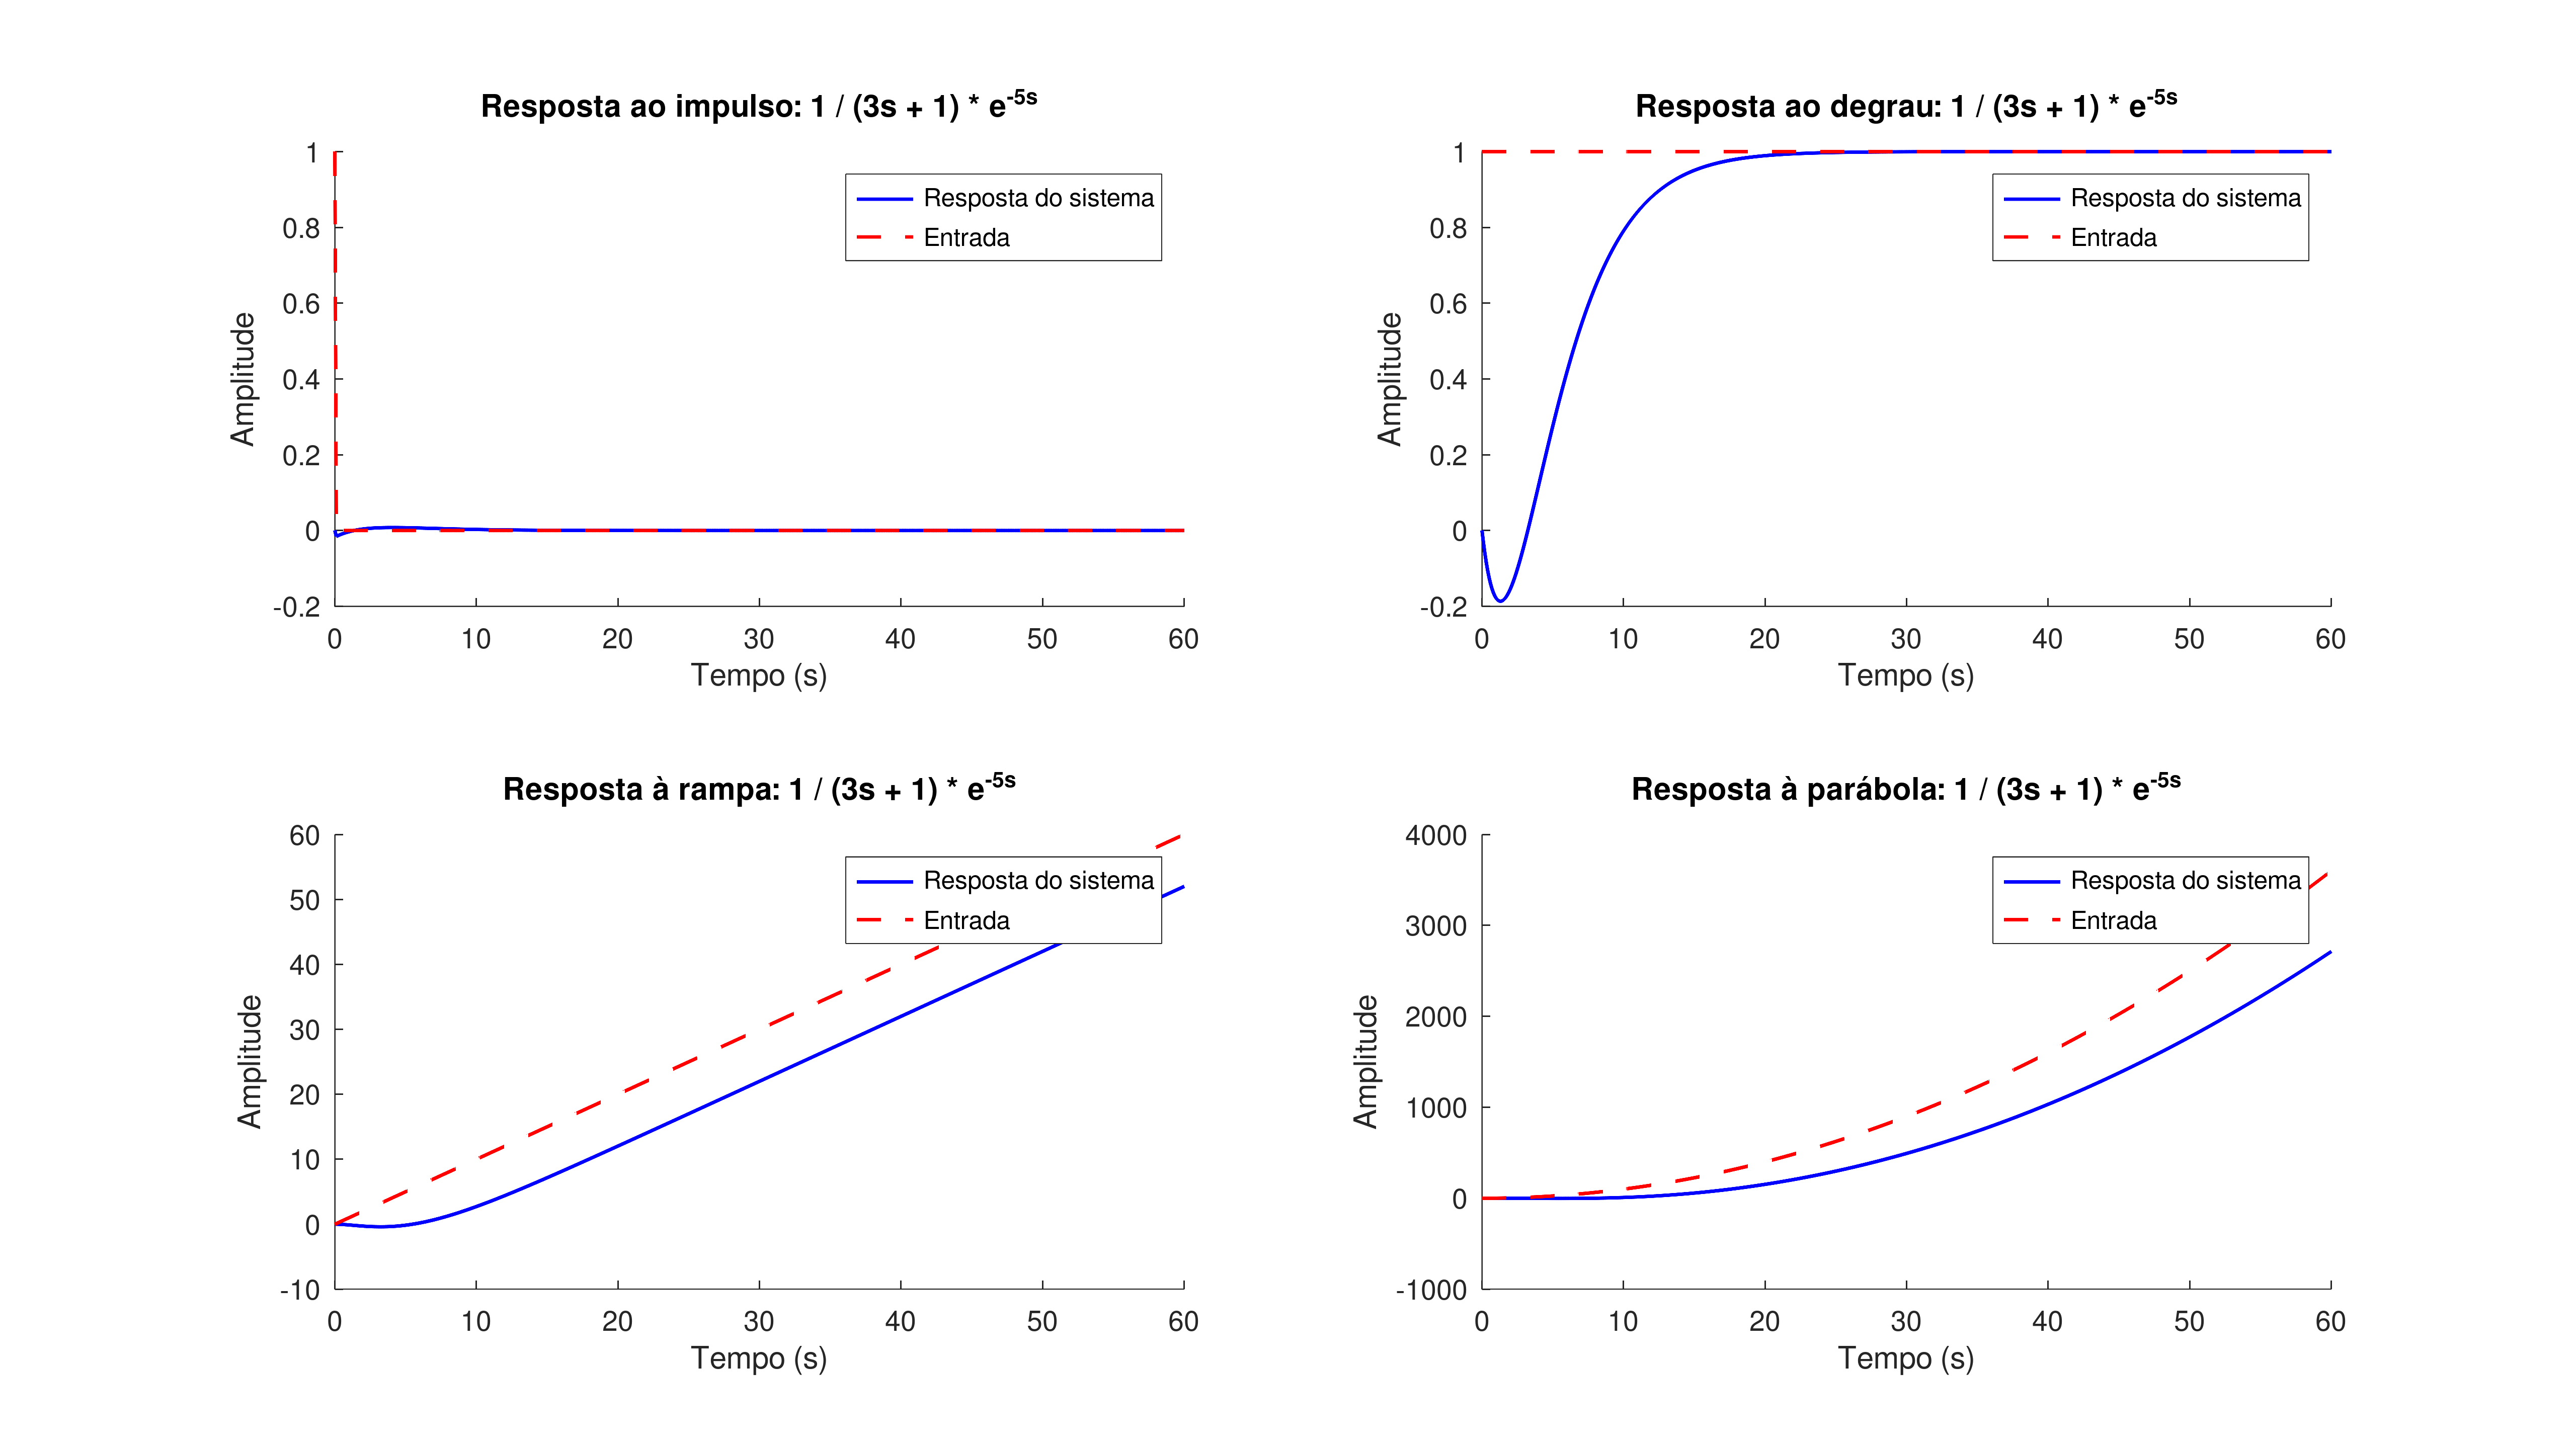 Resposta ao impulso: 1 / (3s + 1) * e-5s
1
0.8
0.6
0.4
0.2
0
-0.2
Amplitude
0 10 20 30 40 50 60
Tempo (s)
Resposta do sistema
Entrada
Resposta ao degrau: 1 / (3s + 1) * e-5s
1
0.8
0.6
0.4
0.2
0
-0.2
Amplitude
0 10 20 30 40 50 60
Tempo (s)
Resposta do sistema
Entrada
Resposta à rampa: 1 / (3s + 1) * e-5s
60
50
40
30
20
10
0
-10
Amplitude
0 10 20 30 40 50 60
Tempo (s)
Resposta do sistema
Entrada
Resposta à parábola: 1 / (3s + 1) * e-5s
4000
3000
2000
1000
0
-1000
Amplitude
0 10 20 30 40 50 60
Tempo (s)
Resposta do sistema
Entrada